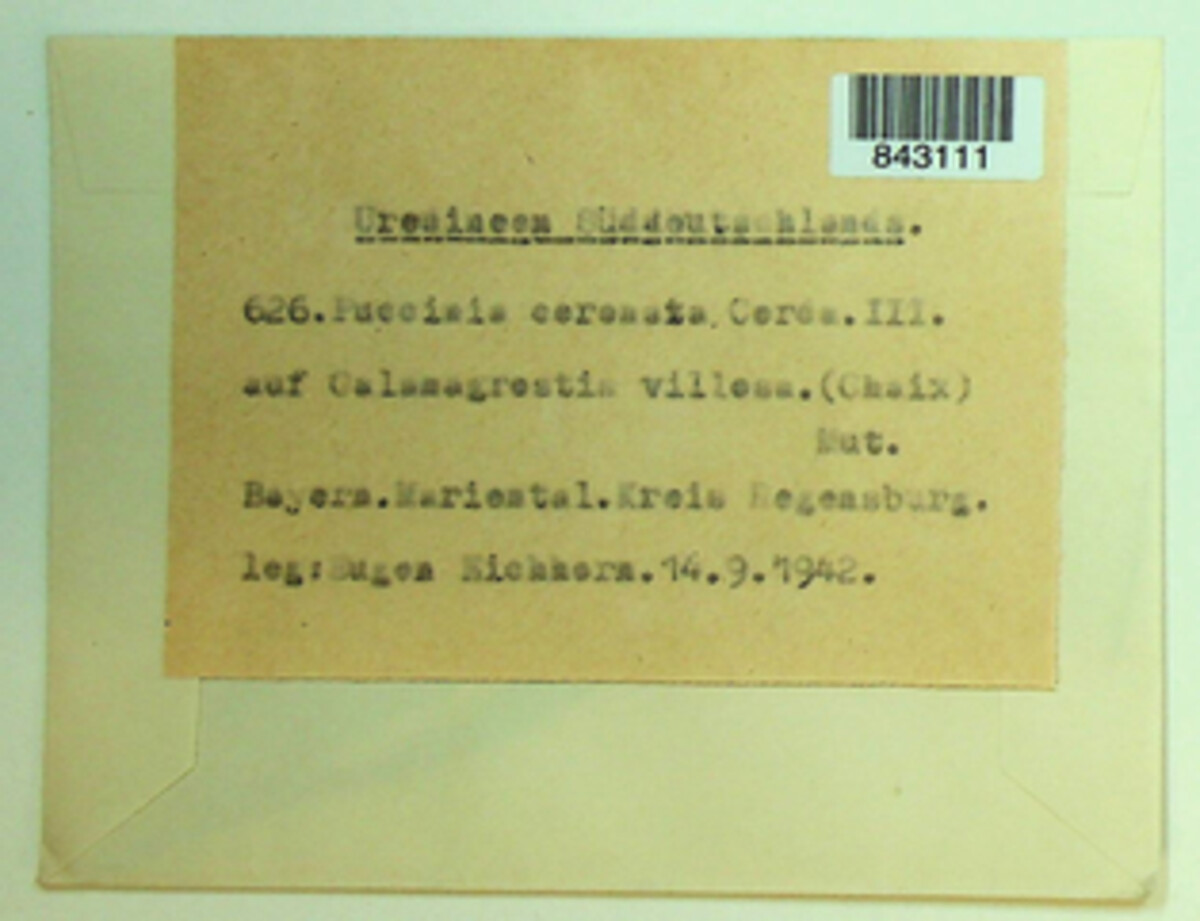 843111
Uredineen Süddeutschlands.
626.Puccinia coronata Corda.III.
auf Calamagrostis villosa.(Chaix)
Mut.
Bayern.Mariental.Kreis Regensburg.
leg:Eugen Eichhorn.14.9.1942.